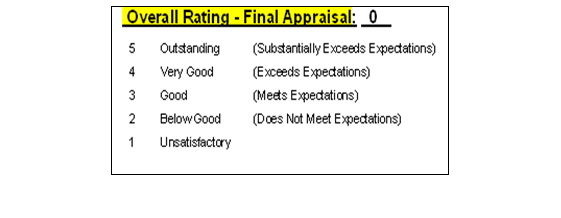 Overall Rating - Final Appraisal: 0
5 Outstanding (Substantially Exceeds Expectations)
4 Very Good (Exceeds Expectations)
3 Good (Meets Expectations)
2 Below Good (Does Not Meet Expectations)
1 Unsatisfactory